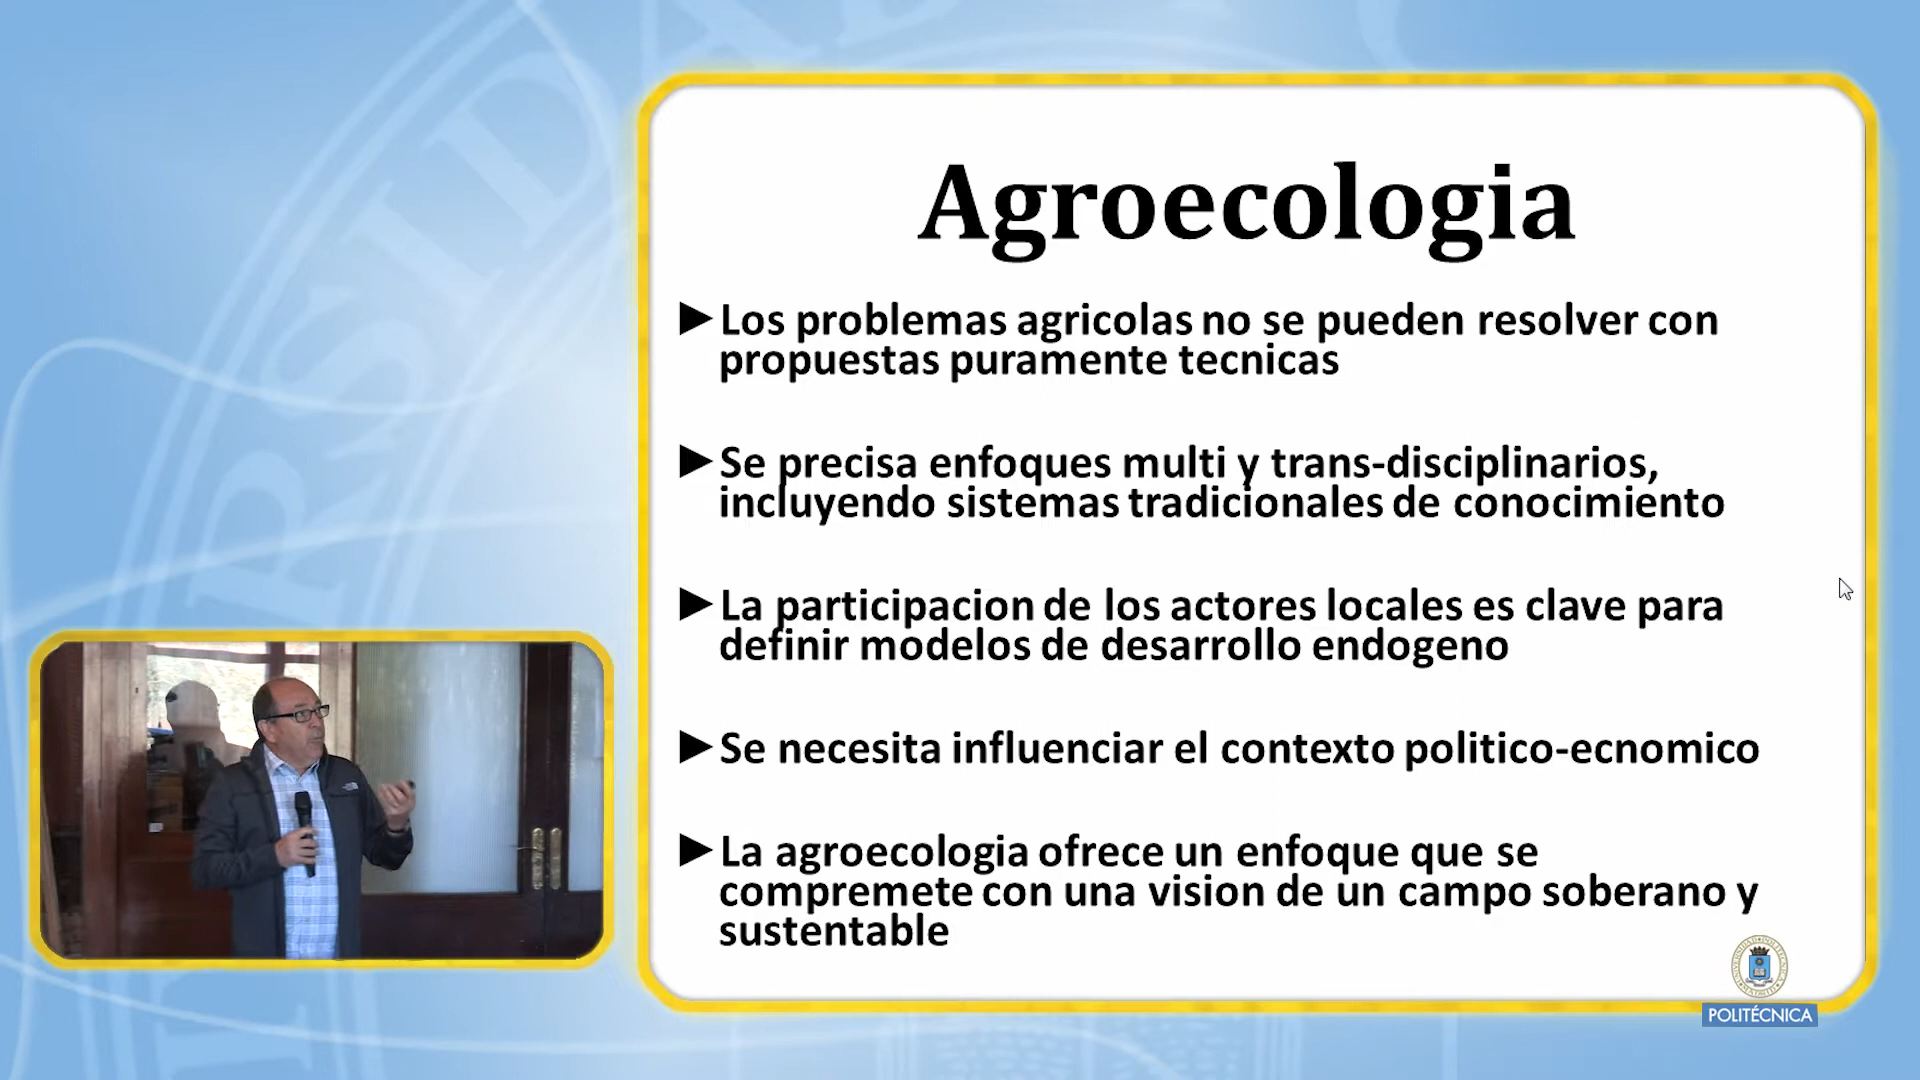 Agroecologia
►Los problemas agricolas no se pueden resolver con
propuestas puramente tecnicas
►Se precisa enfoques multi y trans-disciplinarios,
incluyendo sistemas tradicionales de conocimiento
►La participacion de los actores locales es clave para
definir modelos de desarrollo endogeno
►Se necesita influenciar el contexto politico-ecnomico
►La agroecologia ofrece un enfoque que se
compremete con una vision de un campo soberano y
sustentable
POLITÉCNICA